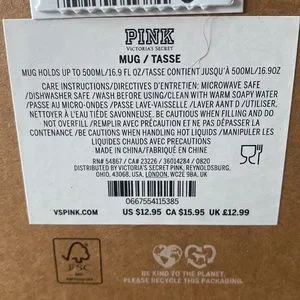 PINK
VICTORIA'S SECRET
MUG / TASSE
MUG HOLDS UP TO 500ML/16.9 FL OZ/TASSE CONTIENT JUSQU'À 500ML/16.9OZ
CARE INSTRUCTIONS/DIRECTIVES D'ENTRETIEN: MICROWAVE SAFE
/DISHWASHER SAFE / WASH BEFORE USING/CLEAN WITH WARM SOAPY WATER
/PASSE AU MICRO-ONDES / PASSE LAVE-VAISSELLE /LAVER AANT D /UTILISER,
NETTOYER À L'EAU TIÈDE SAVONNEUSE. BE CAUTIOUS WHEN FILLING AND DO
NOT OVERFILL / REMPLIR AVEC PRÉCAUTION ET NE PAS DÉPASSER LA
CONTENANCE /BE CAUTIOUS WHEN HANDLING HOT LIQUIDS / MANIPULER LES
LIQUIDES CHAUDS AVEC PRÉCAUTION
MADE IN CHINA/FABRIQUÉ EN CHINE
RN# 54867 / CA# 23226 / 36014284 / 0820
DISTRIBUTED BY VICTORIA'S SECRET PINK, REYNOLDSBURG,
OHIO, 43068, USA, LONDON, WC2E 9BA, UK
0667554115385
VSPINK.COM US $12.95 CA $15.95 UK £12.99
FSC
BE KIND TO THE PLANET.
PLEASE RECYCLE THIS PACKAGING.